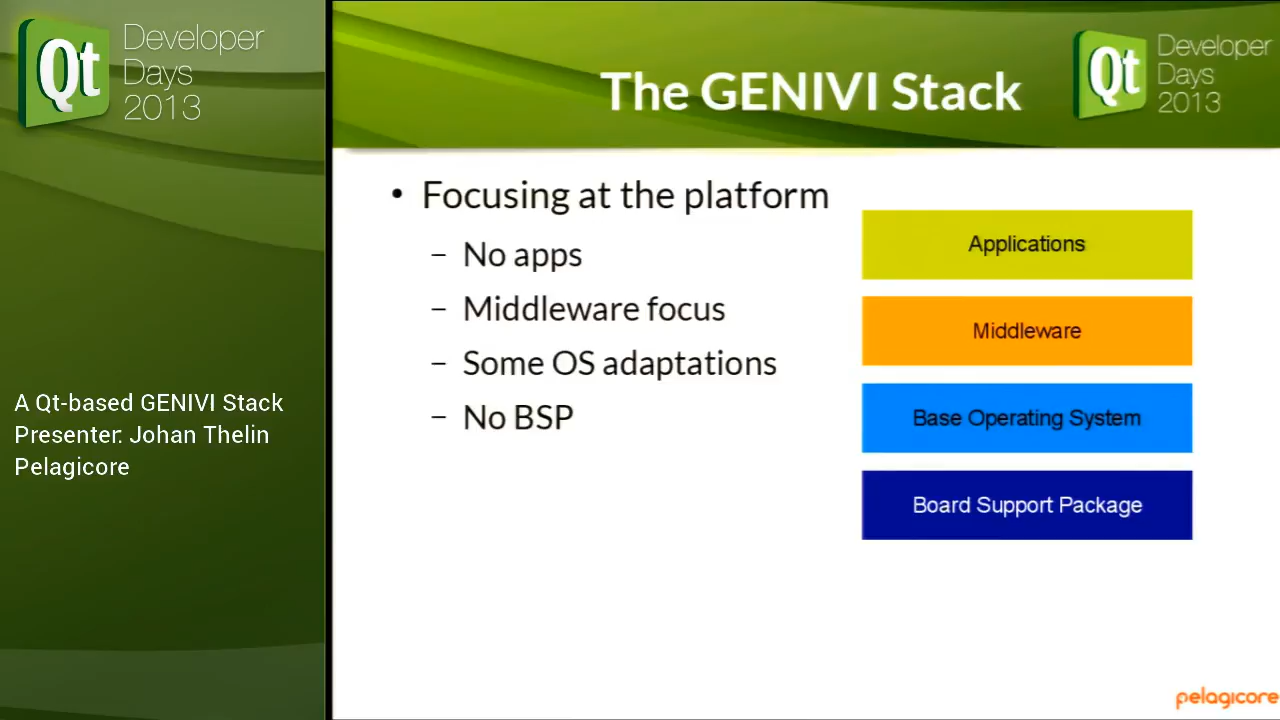 Qt
Developer
Days
2013
A Qt-based GENIVI Stack
Presenter: Johan Thelin
Pelagicore
The GENIVI Stack
Qt
Developer
Days
2013
• Focusing at the platform
– No apps
– Middleware focus
– Some OS adaptations
– No BSP
Applications
Middleware
Base Operating System
Board Support Package
pelagicore